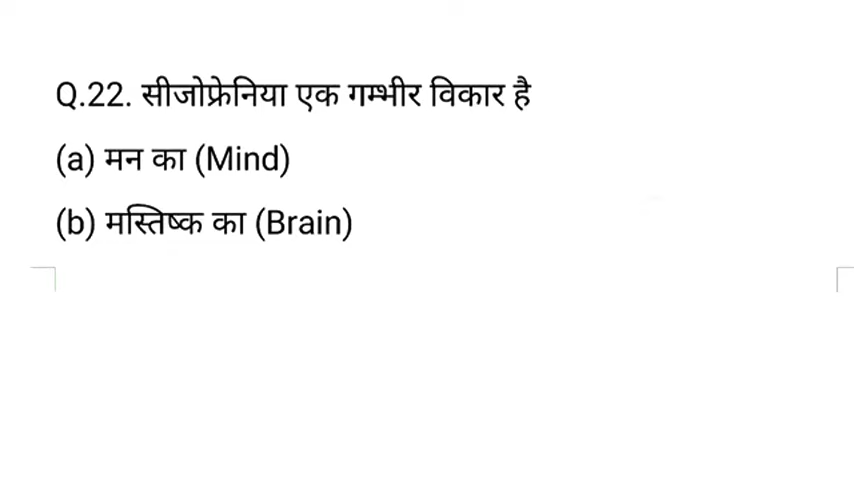 Q.22. सीजोफ्रेनिया एक गम्भीर विकार है
(a) मन का (Mind)
(b) मस्तिष्क का (Brain)